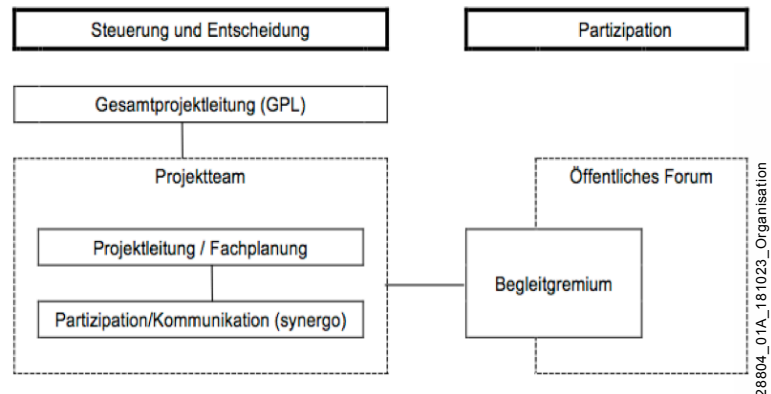 Steuerung und Entscheidung
Partizipation
Gesamtprojektleitung (GPL)
Projektteam
Öffentliches Forum
Projektleitung / Fachplanung
Begleitgremium
Partizipation/Kommunikation (synergo)
28804_01A_181023_Organisation